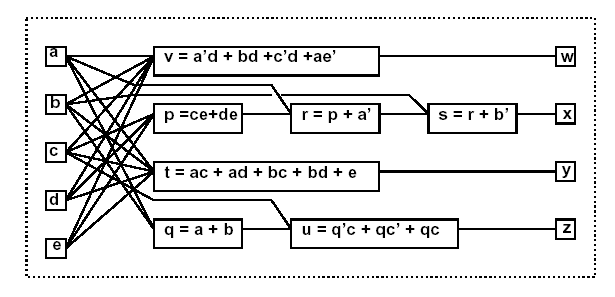 a v = a’d + bd +c’d +ae’ w
b p =ce+de r = p + a’ s = r + b’ x
c t = ac + ad + bc + bd + e y
d q = a + b u = q’c + qc’ + qc z
e